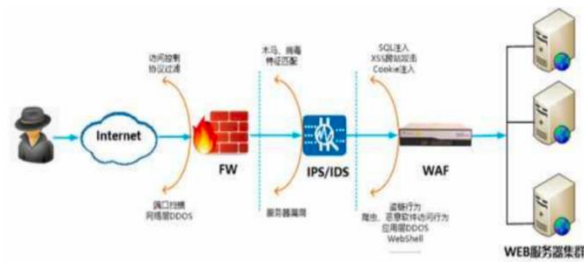 访问控制
协议过滤
木马、病毒
特征匹配
SQL注入
XSS跨站攻击
Cookie注入
Internet
FW
IPS/IDS
WAF
端口扫描
网络层DDOS
服务器漏洞
盗链行为
爬虫、恶意软件访问行为
应用层DDOS
WebShell
WEB服务器集群